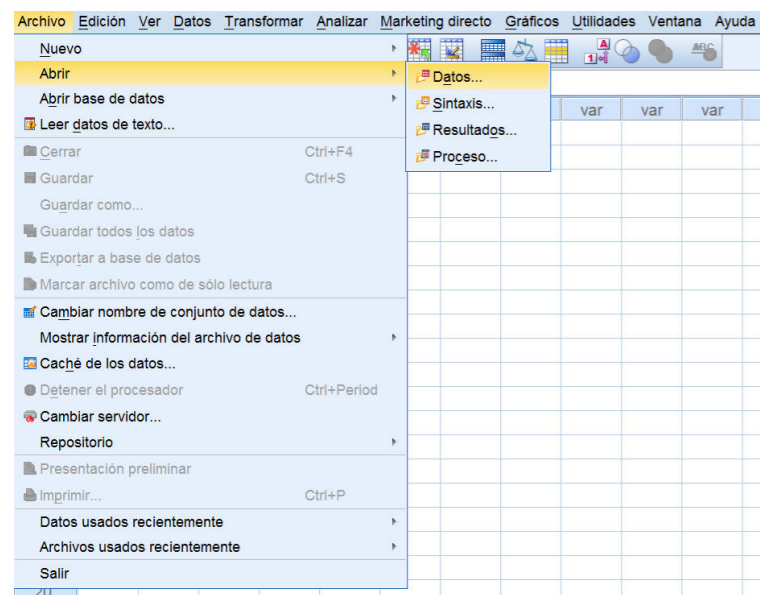 Archivo Edición Ver Datos Transformar Analizar Marketing directo Gráficos Utilidades Ventana Ayuda
Nuevo
Abrir
Abrir base de datos
Leer datos de texto...
Cerrar Ctrl+F4
Guardar Ctrl+S
Guardar como...
Guardar todos los datos
Exportar a base de datos
Marcar archivo como de sólo lectura
Cambiar nombre de conjunto de datos...
Mostrar información del archivo de datos
Caché de los datos...
Detener el procesador Ctrl+Period
Cambiar servidor...
Repositorio
Presentación preliminar
Imprimir... Ctrl+P
Datos usados recientemente
Archivos usados recientemente
Salir
Datos...
Sintaxis...
Resultados...
Proceso...
A
1
ABC
var var var
20